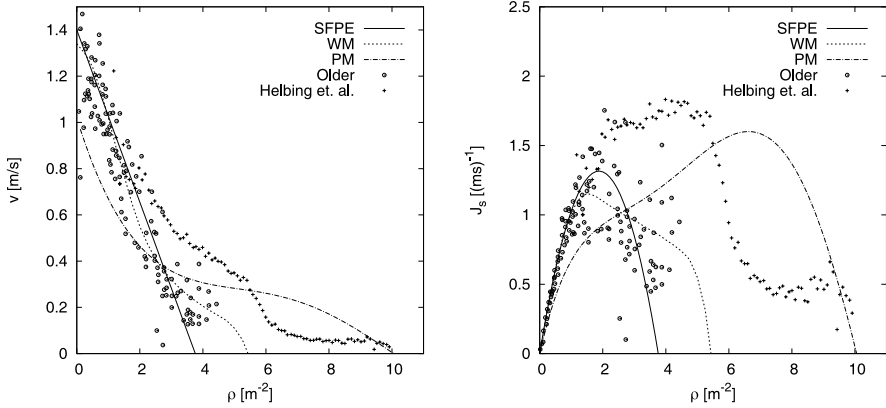 1.4
1.2
1
0.8
0.6
0.4
0.2
0
0 2 4 6 8 10
v [m/s]
ρ [m⁻²]
SFPE
WM
PM
Older
Helbing et. al.
2.5
2
1.5
1
0.5
0
0 2 4 6 8 10
Jₛ [(ms)⁻¹]
ρ [m⁻²]
SFPE
WM
PM
Older
Helbing et. al.